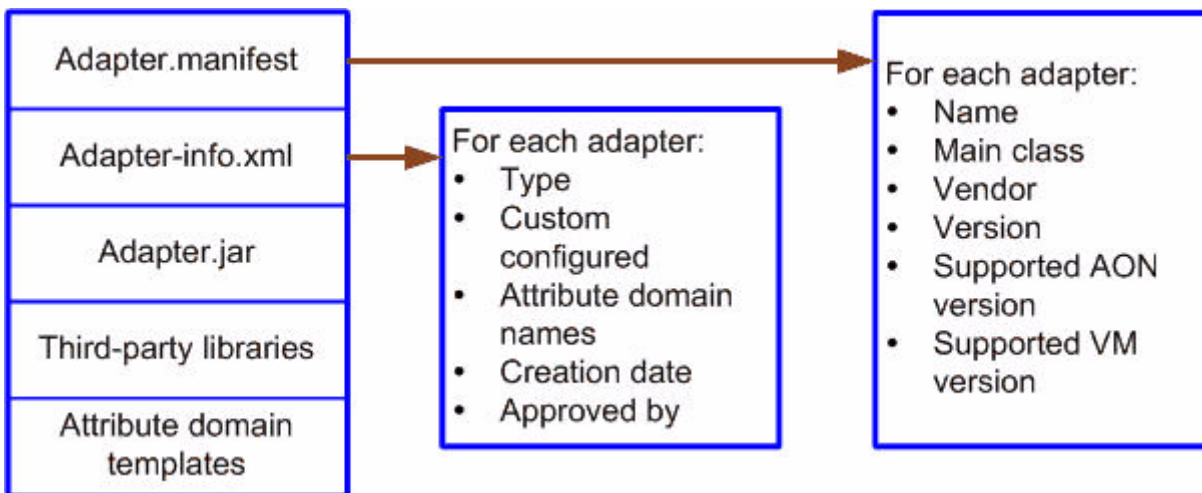 Adapter.manifest
Adapter-info.xml
Adapter.jar
Third-party libraries
Attribute domain
templates
For each adapter:
• Type
• Custom
configured
• Attribute domain
names
• Creation date
• Approved by
For each adapter:
• Name
• Main class
• Vendor
• Version
• Supported AON
version
• Supported VM
version